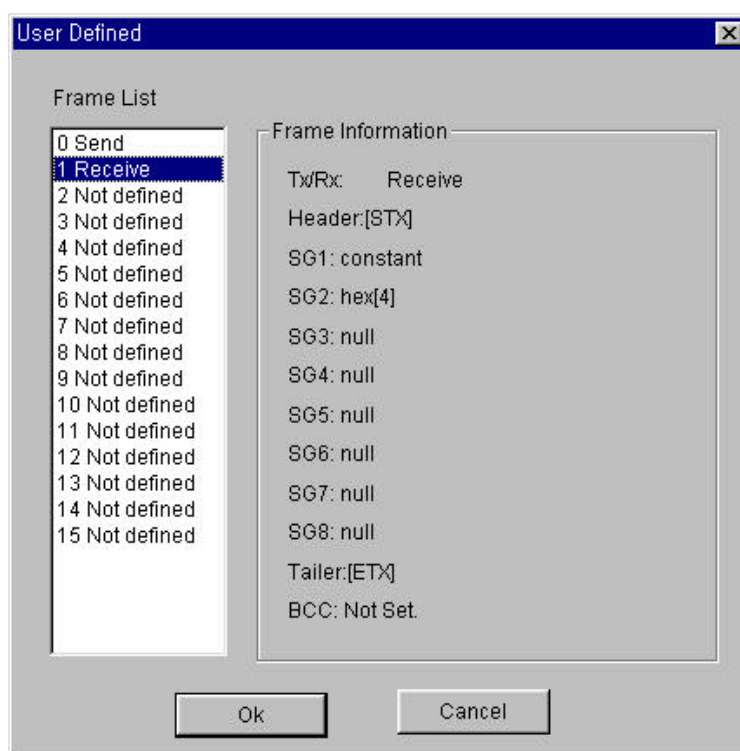 User Defined
Frame List
0 Send
1 Receive
2 Not defined
3 Not defined
4 Not defined
5 Not defined
6 Not defined
7 Not defined
8 Not defined
9 Not defined
10 Not defined
11 Not defined
12 Not defined
13 Not defined
14 Not defined
15 Not defined
Frame Information
Tx/Rx: Receive
Header:[STX]
SG1: constant
SG2: hex[4]
SG3: null
SG4: null
SG5: null
SG6: null
SG7: null
SG8: null
Tailer:[ETX]
BCC: Not Set.
Ok
Cancel